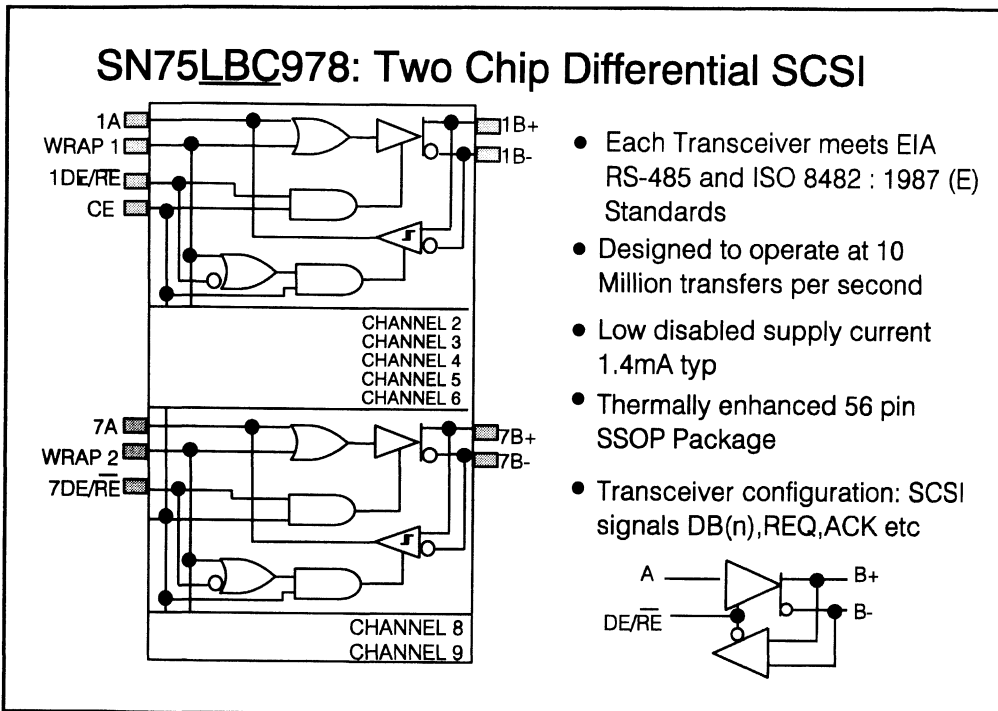 SN75LBC978: Two Chip Differential SCSI
1A
WRAP 1
1DE/RE
CE
1B+
1B-
CHANNEL 2
CHANNEL 3
CHANNEL 4
CHANNEL 5
CHANNEL 6
7A
WRAP 2
7DE/RE
7B+
7B-
CHANNEL 8
CHANNEL 9
● Each Transceiver meets EIA
RS-485 and ISO 8482 : 1987 (E)
Standards
● Designed to operate at 10
Million transfers per second
● Low disabled supply current
1.4mA typ
● Thermally enhanced 56 pin
SSOP Package
● Transceiver configuration: SCSI
signals DB(n),REQ,ACK etc
A
DE/RE
B+
B-